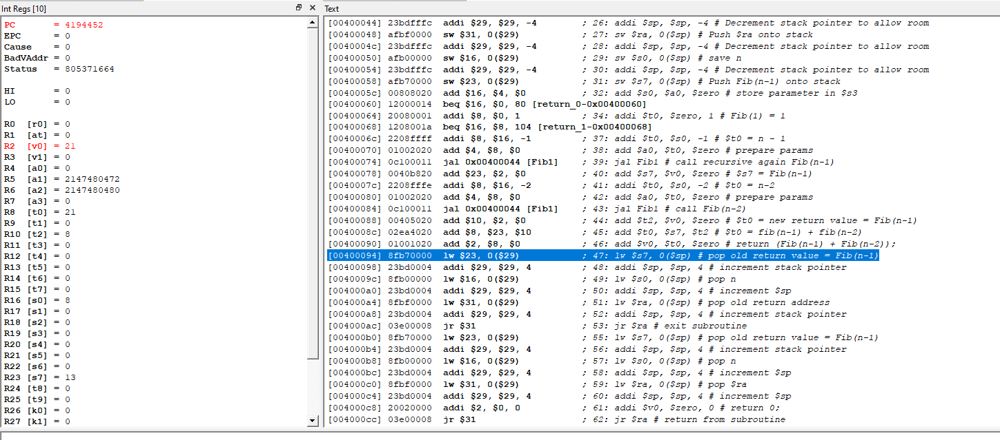 Int Regs [10]
PC = 4194452
EPC = 0
Cause = 0
BadVAddr = 0
Status = 805371664
HI = 0
LO = 0
R0 [r0] = 0
R1 [at] = 0
R2 [v0] = 21
R3 [v1] = 0
R4 [a0] = 0
R5 [a1] = 2147480472
R6 [a2] = 2147480480
R7 [a3] = 0
R8 [t0] = 21
R9 [t1] = 0
R10 [t2] = 8
R11 [t3] = 0
R12 [t4] = 0
R13 [t5] = 0
R14 [t6] = 0
R15 [t7] = 0
R16 [s0] = 8
R17 [s1] = 0
R18 [s2] = 0
R19 [s3] = 0
R20 [s4] = 0
R21 [s5] = 0
R22 [s6] = 0
R23 [s7] = 13
R24 [t8] = 0
R25 [t9] = 0
R26 [k0] = 0
R27 [k1] = 0
Text
[00400044] 23bdfffc addi $29, $29, -4 ; 26: addi $sp, $sp, -4 # Decrement stack pointer to allow room
[00400048] afbf0000 sw $31, 0($29) ; 27: sw $ra, 0($sp) # Push $ra onto stack
[0040004c] 23bdfffc addi $29, $29, -4 ; 28: addi $sp, $sp, -4 # Decrement stack pointer to allow room
[00400050] afb00000 sw $16, 0($29) ; 29: sw $s0, 0($sp) # save n
[00400054] 23bdfffc addi $29, $29, -4 ; 30: addi $sp, $sp, -4 # Decrement stack pointer to allow room
[00400058] afb70000 sw $23, 0($29) ; 31: sw $s7, 0($sp) # Push Fib(n-1) onto stack
[0040005c] 00808020 add $16, $4, $0 ; 32: add $s0, $a0, $zero # store parameter in $s3
[00400060] 12000014 beq $16, $0, 80 [return_0-0x00400060]
[00400064] 20080001 addi $8, $0, 1 ; 34: addi $t0, $zero, 1 # Fib(1) = 1
[00400068] 1208001a beq $16, $8, 104 [return_1-0x00400068]
[0040006c] 2208ffff addi $8, $16, -1 ; 37: addi $t0, $s0, -1 # $t0 = n - 1
[00400070] 01002020 add $4, $8, $0 ; 38: add $a0, $t0, $zero # prepare params
[00400074] 0c100011 jal 0x00400044 [Fib1] ; 39: jal Fib1 # call recursive again Fib(n-1)
[00400078] 0040b820 add $23, $2, $0 ; 40: add $s7, $v0, $zero # $s7 = Fib(n-1)
[0040007c] 2208fffe addi $8, $16, -2 ; 41: addi $t0, $s0, -2 # $t0 = n-2
[00400080] 01002020 add $4, $8, $0 ; 42: add $a0, $t0, $zero # prepare params
[00400084] 0c100011 jal 0x00400044 [Fib1] ; 43: jal Fib1 # call Fib(n-2)
[00400088] 00405020 add $10, $2, $0 ; 44: add $t2, $v0, $zero # $t0 = new return value = Fib(n-1)
[0040008c] 02ea4020 add $8, $23, $10 ; 45: add $t0, $s7, $t2 # $t0 = fib(n-1) + fib(n-2)
[00400090] 01001020 add $2, $8, $0 ; 46: add $v0, $t0, $zero # return (Fib(n-1) + Fib(n-2));
[00400094] 8fb70000 lw $23, 0($29) ; 47: lw $s7, 0($sp) # pop old return value = Fib(n-1)
[00400098] 23bd0004 addi $29, $29, 4 ; 48: addi $sp, $sp, 4 # increment stack pointer
[0040009c] 8fb00000 lw $16, 0($29) ; 49: lw $s0, 0($sp) # pop n
[004000a0] 23bd0004 addi $29, $29, 4 ; 50: addi $sp, $sp, 4 # increment $sp
[004000a4] 8fbf0000 lw $31, 0($29) ; 51: lw $ra, 0($sp) # pop old return address
[004000a8] 23bd0004 addi $29, $29, 4 ; 52: addi $sp, $sp, 4 # increment stack pointer
[004000ac] 03e00008 jr $31 ; 53: jr $ra # exit subroutine
[004000b0] 8fb70000 lw $23, 0($29) ; 55: lw $s7, 0($sp) # pop old return value = Fib(n-1)
[004000b4] 23bd0004 addi $29, $29, 4 ; 56: addi $sp, $sp, 4 # increment stack pointer
[004000b8] 8fb00000 lw $16, 0($29) ; 57: lw $s0, 0($sp) # pop n
[004000bc] 23bd0004 addi $29, $29, 4 ; 58: addi $sp, $sp, 4 # increment $sp
[004000c0] 8fbf0000 lw $31, 0($29) ; 59: lw $ra, 0($sp) # pop $ra
[004000c4] 23bd0004 addi $29, $29, 4 ; 60: addi $sp, $sp, 4 # increment $sp
[004000c8] 20020000 addi $2, $0, 0 ; 61: addi $v0, $zero, 0 # return 0;
[004000cc] 03e00008 jr $31 ; 62: jr $ra # return from subroutine